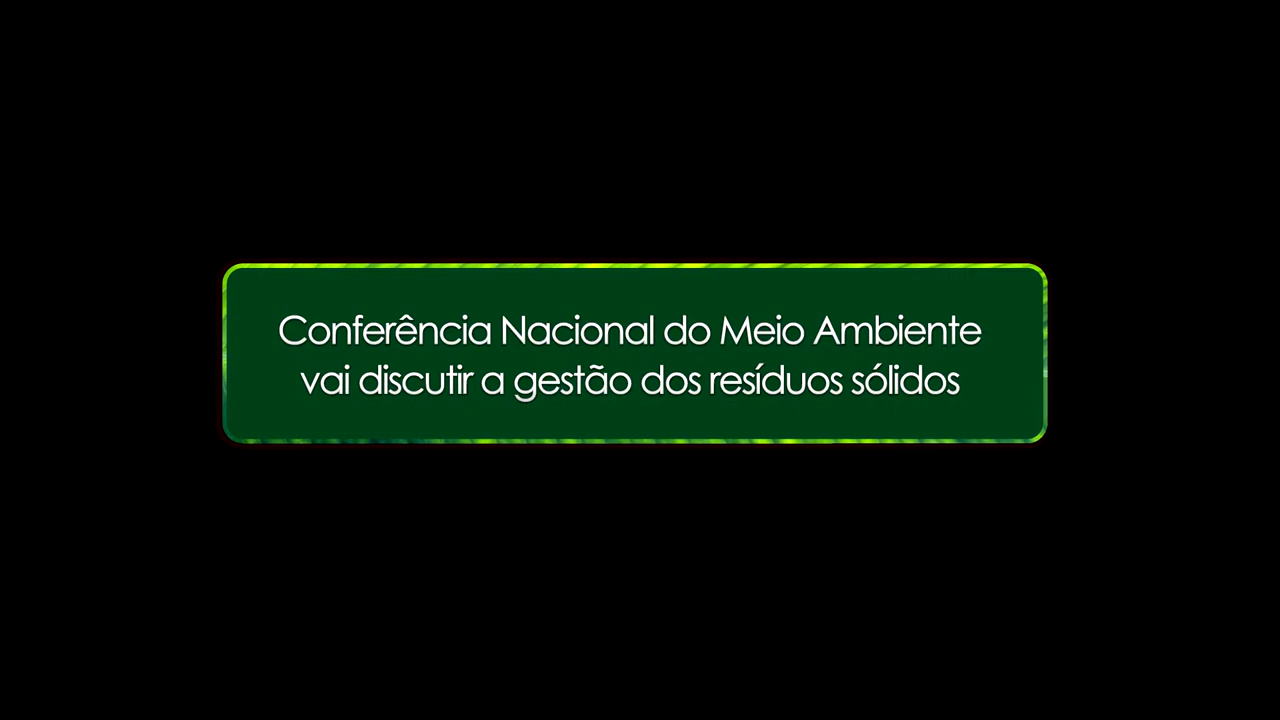 Conferência Nacional do Meio Ambiente
vai discutir a gestão dos resíduos sólidos